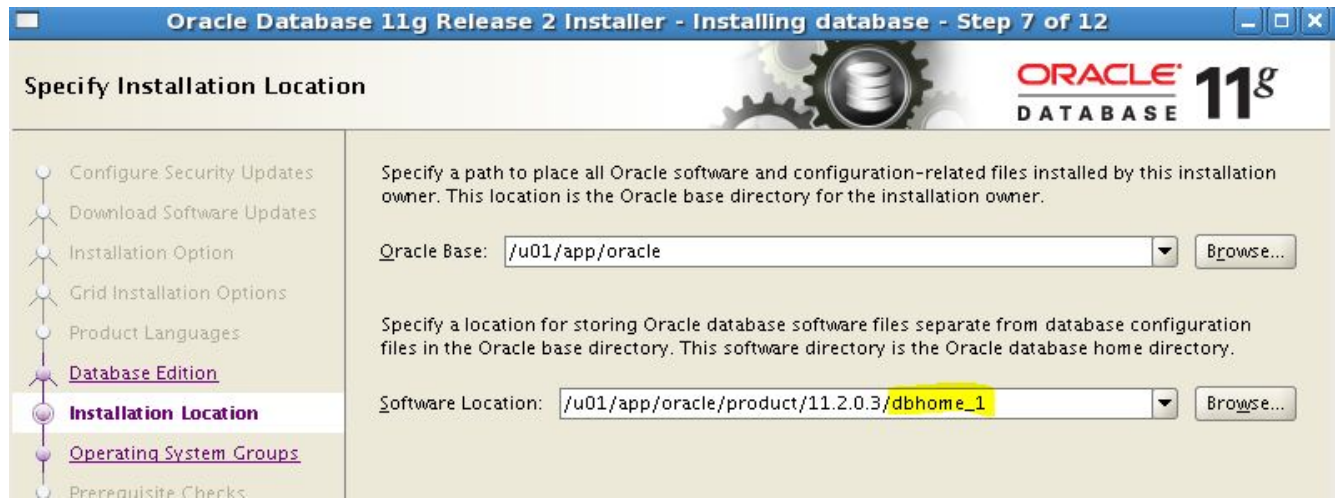 Oracle Database 11g Release 2 Installer - Installing database - Step 7 of 12
Specify Installation Location
ORACLE®
DATABASE
11g
Configure Security Updates
Download Software Updates
Installation Option
Grid Installation Options
Product Languages
Database Edition
Installation Location
Operating System Groups
Prerequisite Checks
Specify a path to place all Oracle software and configuration-related files installed by this installation
owner. This location is the Oracle base directory for the installation owner.
Oracle Base: /u01/app/oracle Browse...
Specify a location for storing Oracle database software files separate from database configuration
files in the Oracle base directory. This software directory is the Oracle database home directory.
Software Location: /u01/app/oracle/product/11.2.0.3/dbhome_1 Browse...